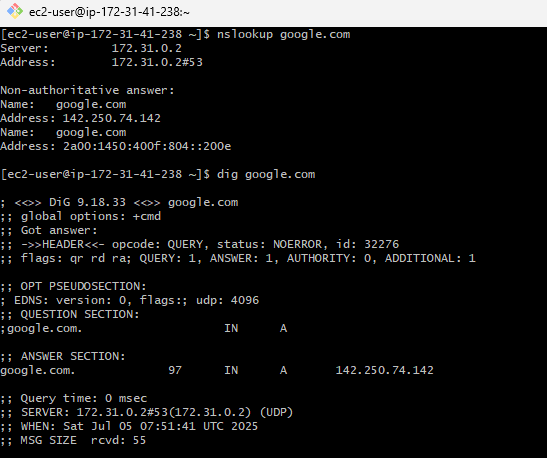 ec2-user@ip-172-31-41-238:~
[ec2-user@ip-172-31-41-238 ~]$ nslookup google.com
Server:         172.31.0.2
Address:        172.31.0.2#53

Non-authoritative answer:
Name:   google.com
Address: 142.250.74.142
Name:   google.com
Address: 2a00:1450:400f:804::200e

[ec2-user@ip-172-31-41-238 ~]$ dig google.com

; <<>> DiG 9.18.33 <<>> google.com
;; global options: +cmd
;; Got answer:
;; ->>HEADER<<- opcode: QUERY, status: NOERROR, id: 32276
;; flags: qr rd ra; QUERY: 1, ANSWER: 1, AUTHORITY: 0, ADDITIONAL: 1

;; OPT PSEUDOSECTION:
; EDNS: version: 0, flags:; udp: 4096
;; QUESTION SECTION:
;google.com.                    IN      A

;; ANSWER SECTION:
google.com.             97      IN      A       142.250.74.142

;; Query time: 0 msec
;; SERVER: 172.31.0.2#53(172.31.0.2) (UDP)
;; WHEN: Sat Jul 05 07:51:41 UTC 2025
;; MSG SIZE  rcvd: 55